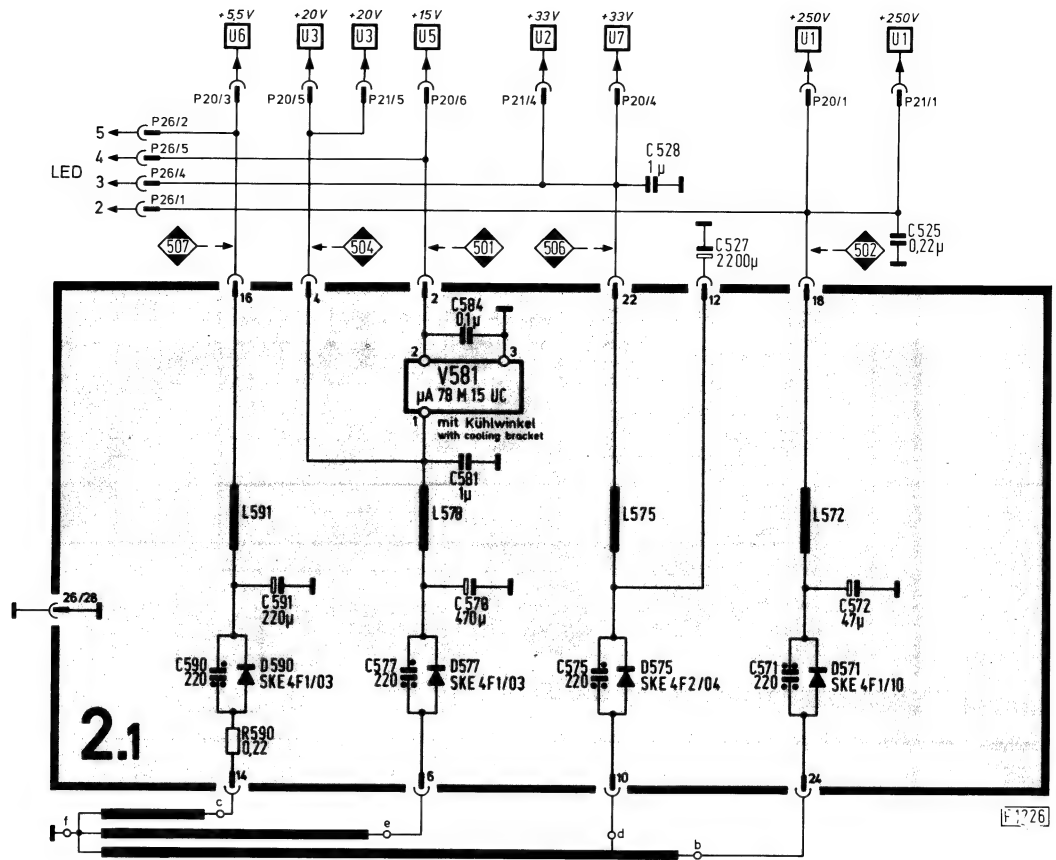 +5,5V +20V +20V +15V +33V +33V +250V +250V
U6 U3 U3 U5 U2 U7 U1 U1
P20/3 P20/5 P21/5 P20/6 P21/4 P20/4 P20/1 P21/1
5 P26/2
4 P26/5
LED
3 P26/4
2 P26/1
C528
1µ
507 504 501 506 502
C527
2200µ
C525
0,22µ
16 4 2 22 12 18
C584
0,1µ
2 3
V581
µA 78 M 15 UC
1
mit Kühlwinkel
with cooling bracket
C581
1µ
L591 L578 L575 L572
C591
220µ
C578
470µ
C572
47µ
26/28
C590
220
D590
SKE 4F1/03
C577
220
D577
SKE 4F1/03
C575
220
D575
SKE 4F2/04
C571
220
D571
SKE 4F1/10
R590
0,22
2.1
14 6 10 24
c
f e d
b
F 1226